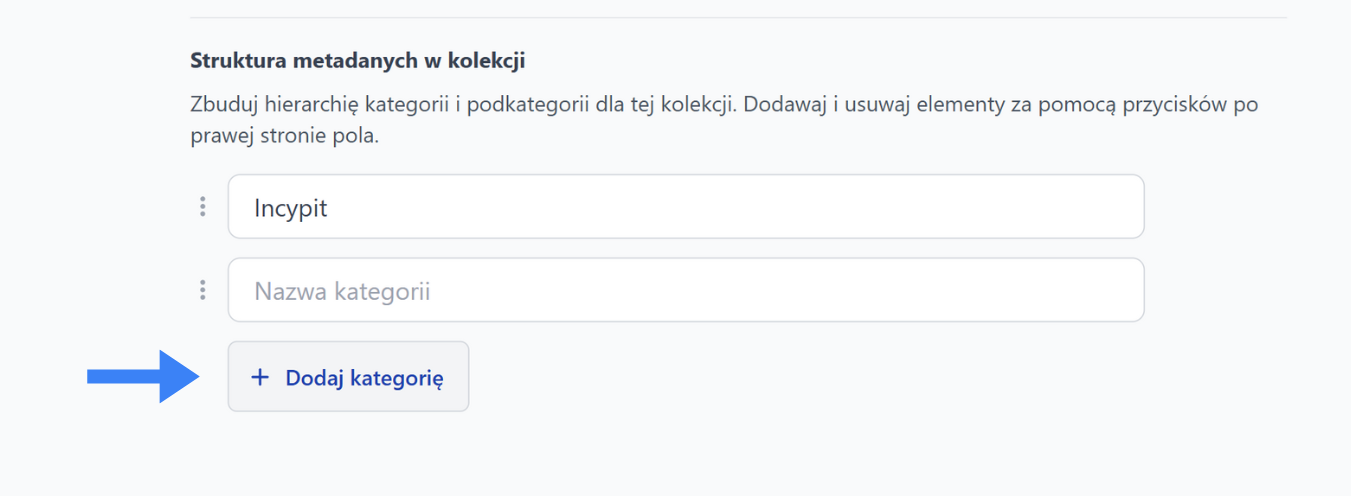 Struktura metadanych w kolekcji
Zbuduj hierarchię kategorii i podkategorii dla tej kolekcji. Dodawaj i usuwaj elementy za pomocą przycisków po
prawej stronie pola.
Incypit
Nazwa kategorii
+ Dodaj kategorię